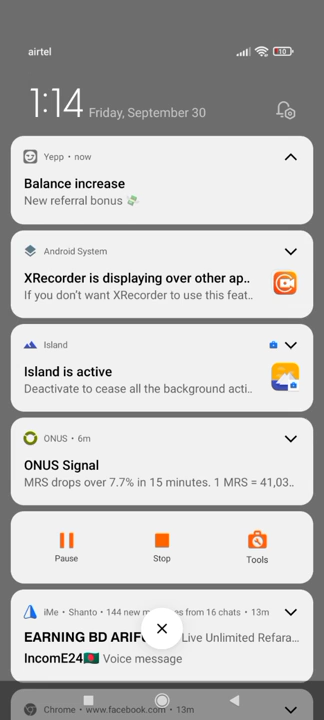 airtel
10
1:14 Friday, September 30
Yepp • now
Balance increase
New referral bonus 💸
Android System
XRecorder is displaying over other ap..
If you don't want XRecorder to use this feat..
Island
Island is active
Deactivate to cease all the background acti..
ONUS • 6m
ONUS Signal
MRS drops over 7.7% in 15 minutes. 1 MRS = 41,03..
Pause
Stop
Tools
iMe • Shanto • 144 new from 16 chats • 13m
EARNING BD Live Unlimited Refara...
IncomE24🇧🇩 Voice message
Chrome • www.facebook.com • 13m